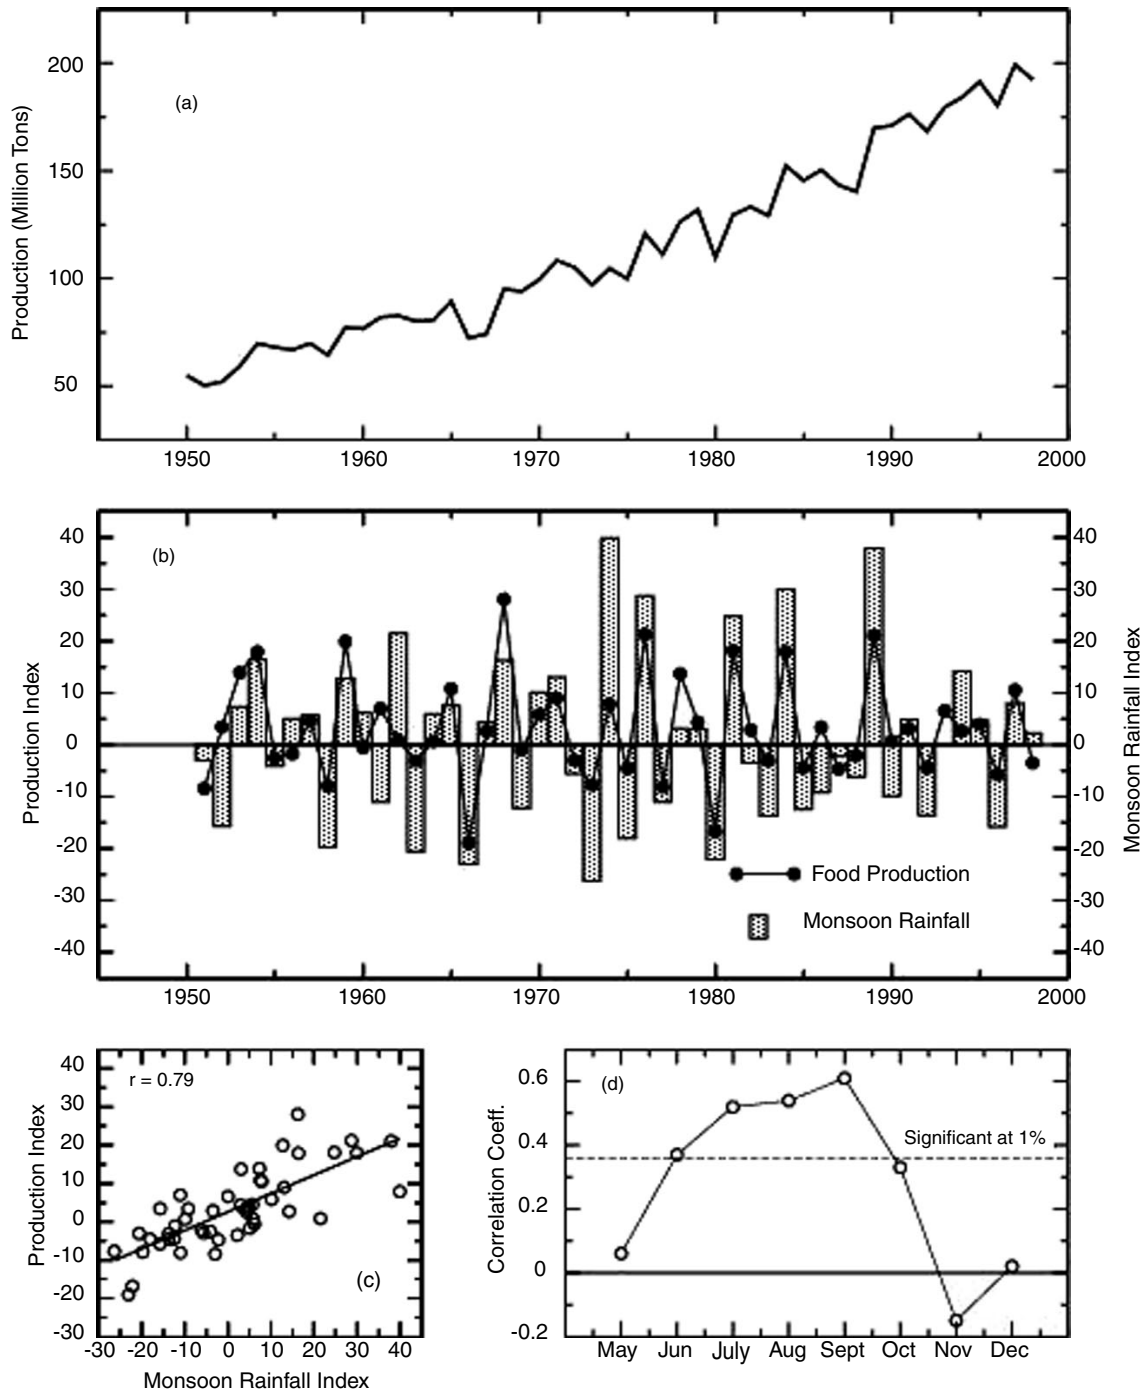 200
150
100
50
Production (Million Tons)
(a)
1950 1960 1970 1980 1990 2000
40
30
20
10
0
-10
-20
-30
-40
Production Index
(b)
40
30
20
10
0
-10
-20
-30
-40
Monsoon Rainfall Index
Food Production
Monsoon Rainfall
1950 1960 1970 1980 1990 2000
40
30
20
10
0
-10
-20
-30
Production Index
r = 0.79
(c)
-30 -20 -10 0 10 20 30 40
Monsoon Rainfall Index
0.6
0.4
0.2
0
-0.2
Correlation Coeff.
(d)
Significant at 1%
May Jun July Aug Sept Oct Nov Dec